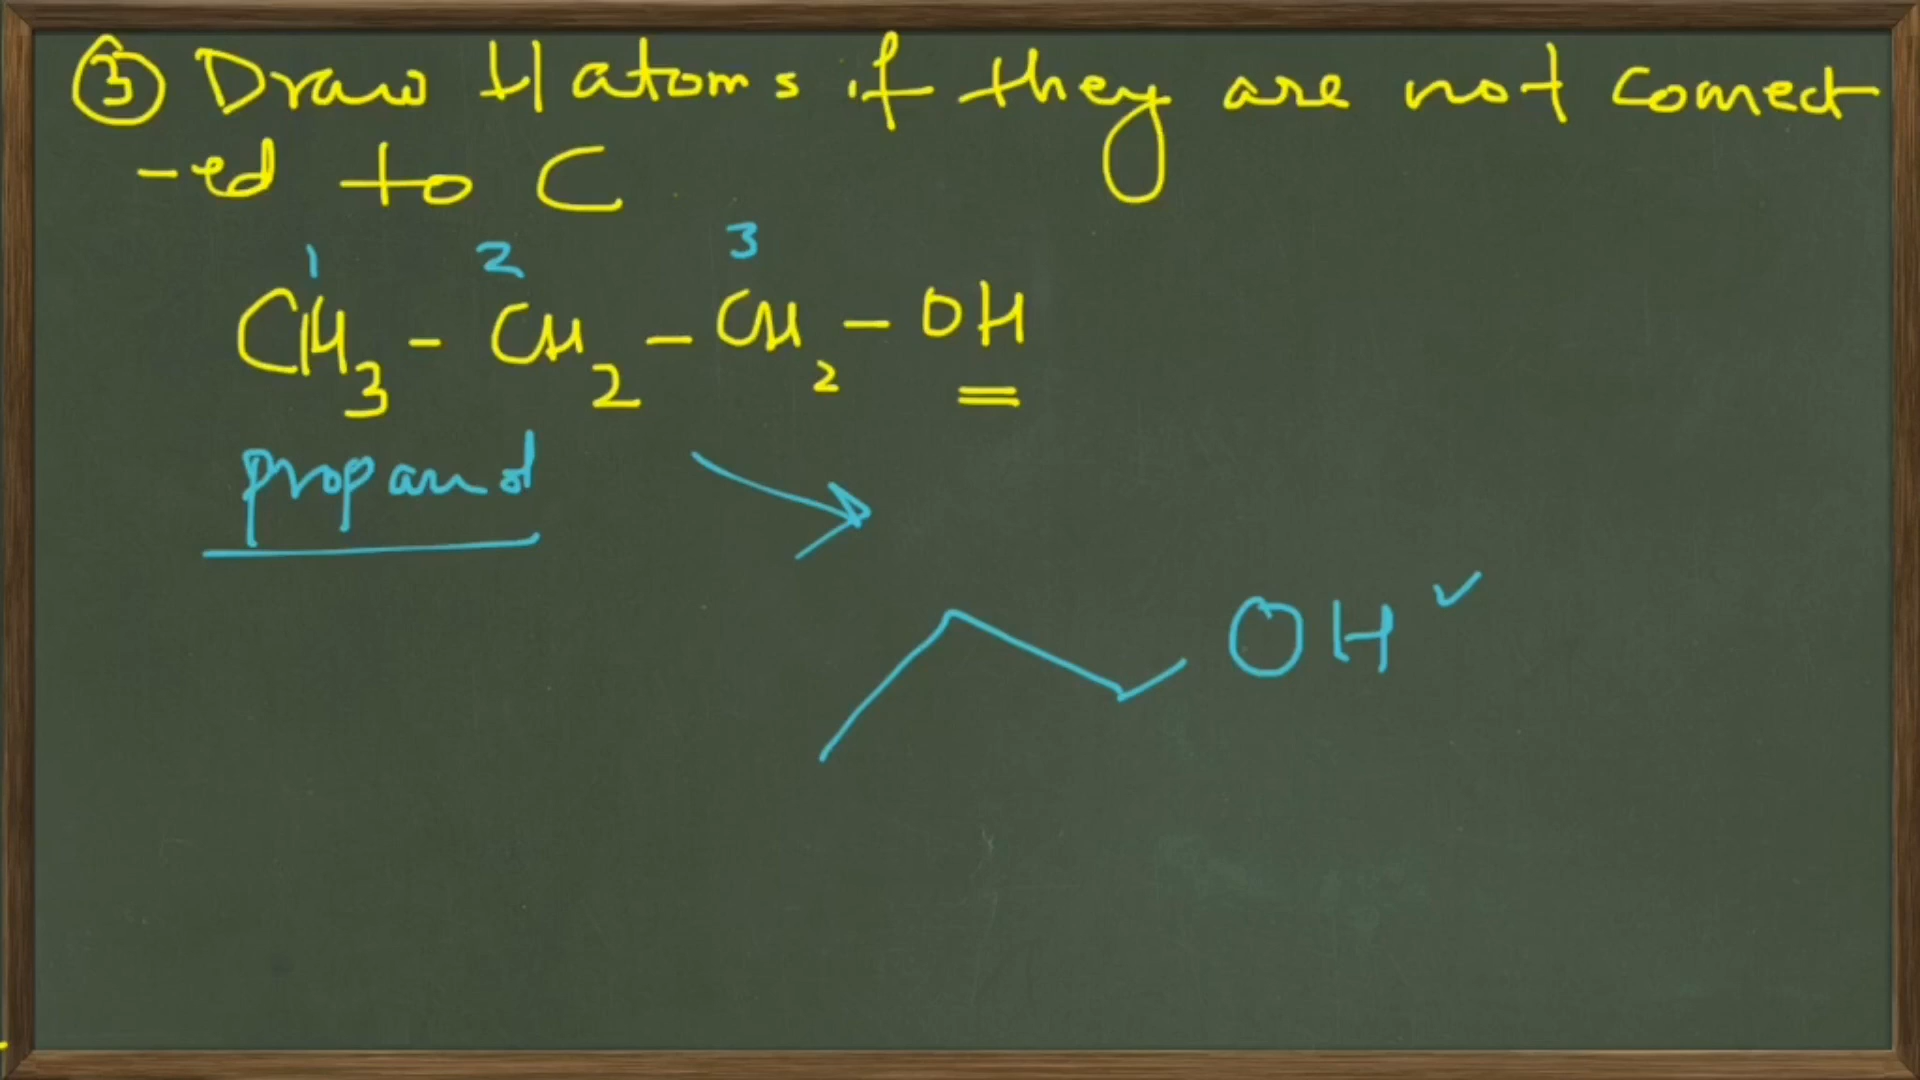 ③ Draw H atoms if they are not connect
-ed to C
1 2 3
CH3 - CH2 - CH2 - OH
propanol
OH ✓